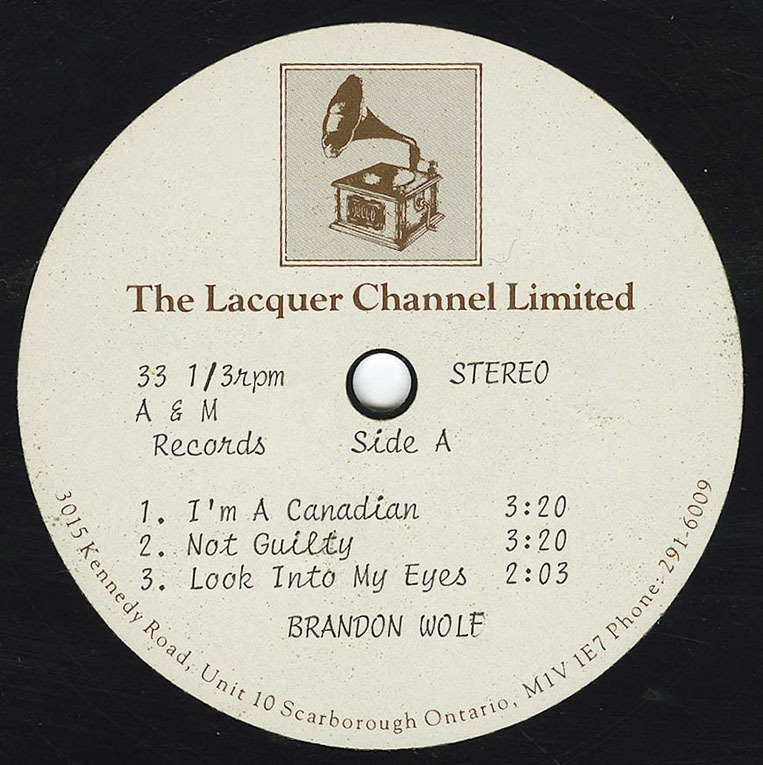 The Lacquer Channel Limited
33 1/3rpm STEREO
A & M
Records Side A
1. I'm A Canadian 3:20
2. Not Guilty 3:20
3. Look Into My Eyes 2:03
BRANDON WOLF
3015 Kennedy Road, Unit 10 Scarborough Ontario, M1V 1E7 Phone: 291-6009